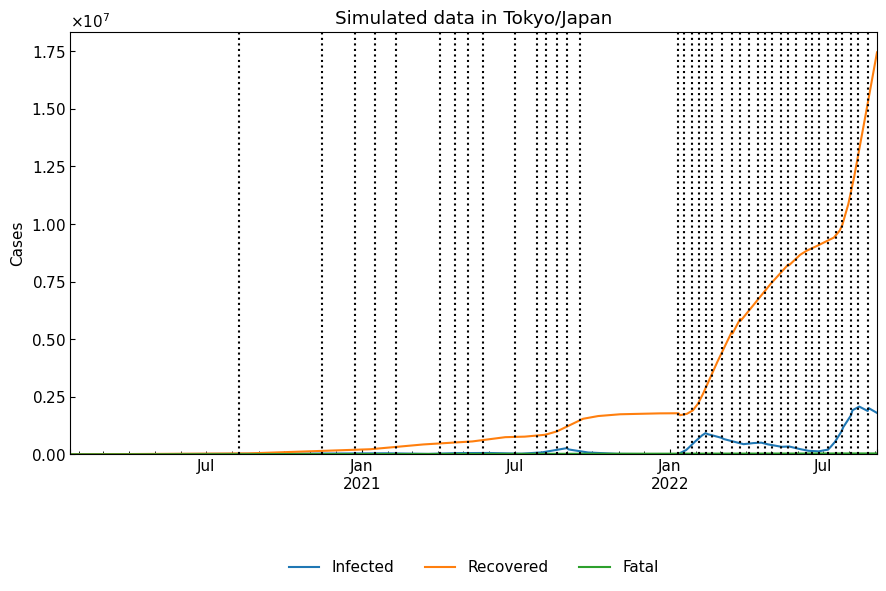 Simulated data in Tokyo/Japan
×10⁷
1.75
1.50
1.25
1.00
0.75
0.50
0.25
0.00
Cases
Jul Jan Jul Jan Jul
2021 2022
Infected Recovered Fatal